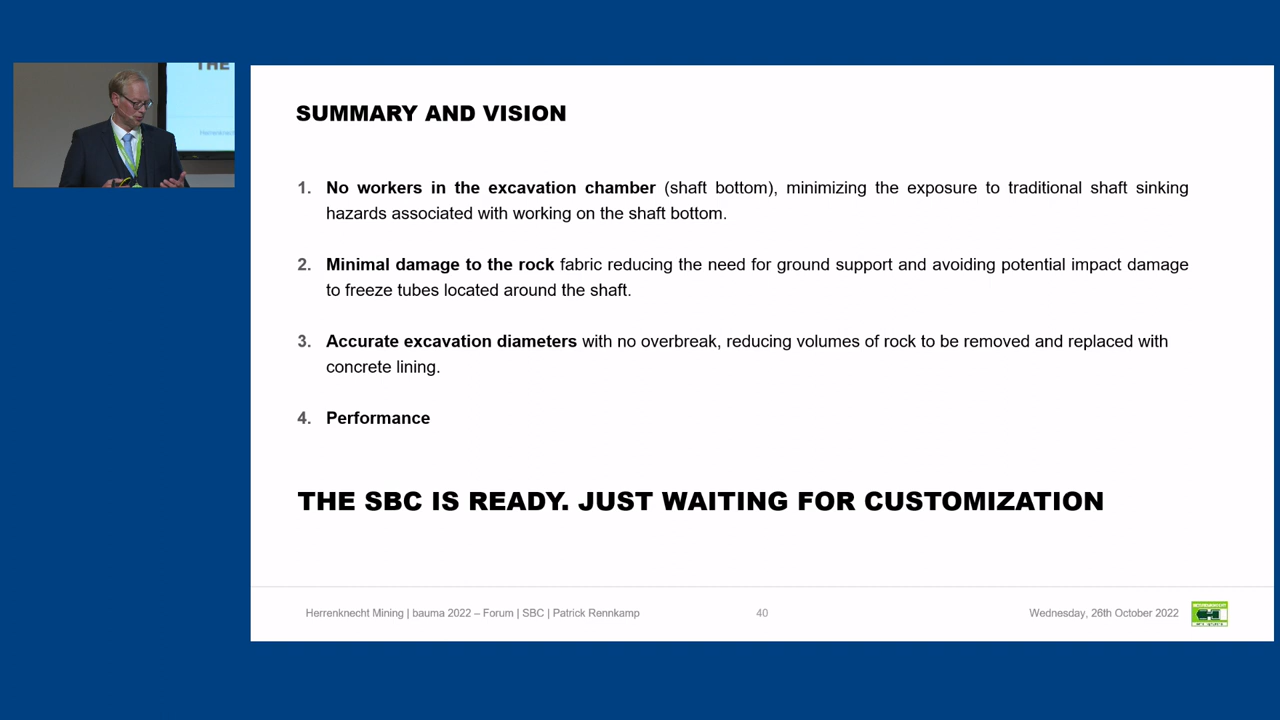 THE
SUMMARY AND VISION
1. No workers in the excavation chamber (shaft bottom), minimizing the exposure to traditional shaft sinking
hazards associated with working on the shaft bottom.
2. Minimal damage to the rock fabric reducing the need for ground support and avoiding potential impact damage
to freeze tubes located around the shaft.
3. Accurate excavation diameters with no overbreak, reducing volumes of rock to be removed and replaced with
concrete lining.
4. Performance
THE SBC IS READY. JUST WAITING FOR CUSTOMIZATION
Herrenknecht Mining | bauma 2022 – Forum | SBC | Patrick Rennkamp
40
Wednesday, 26th October 2022